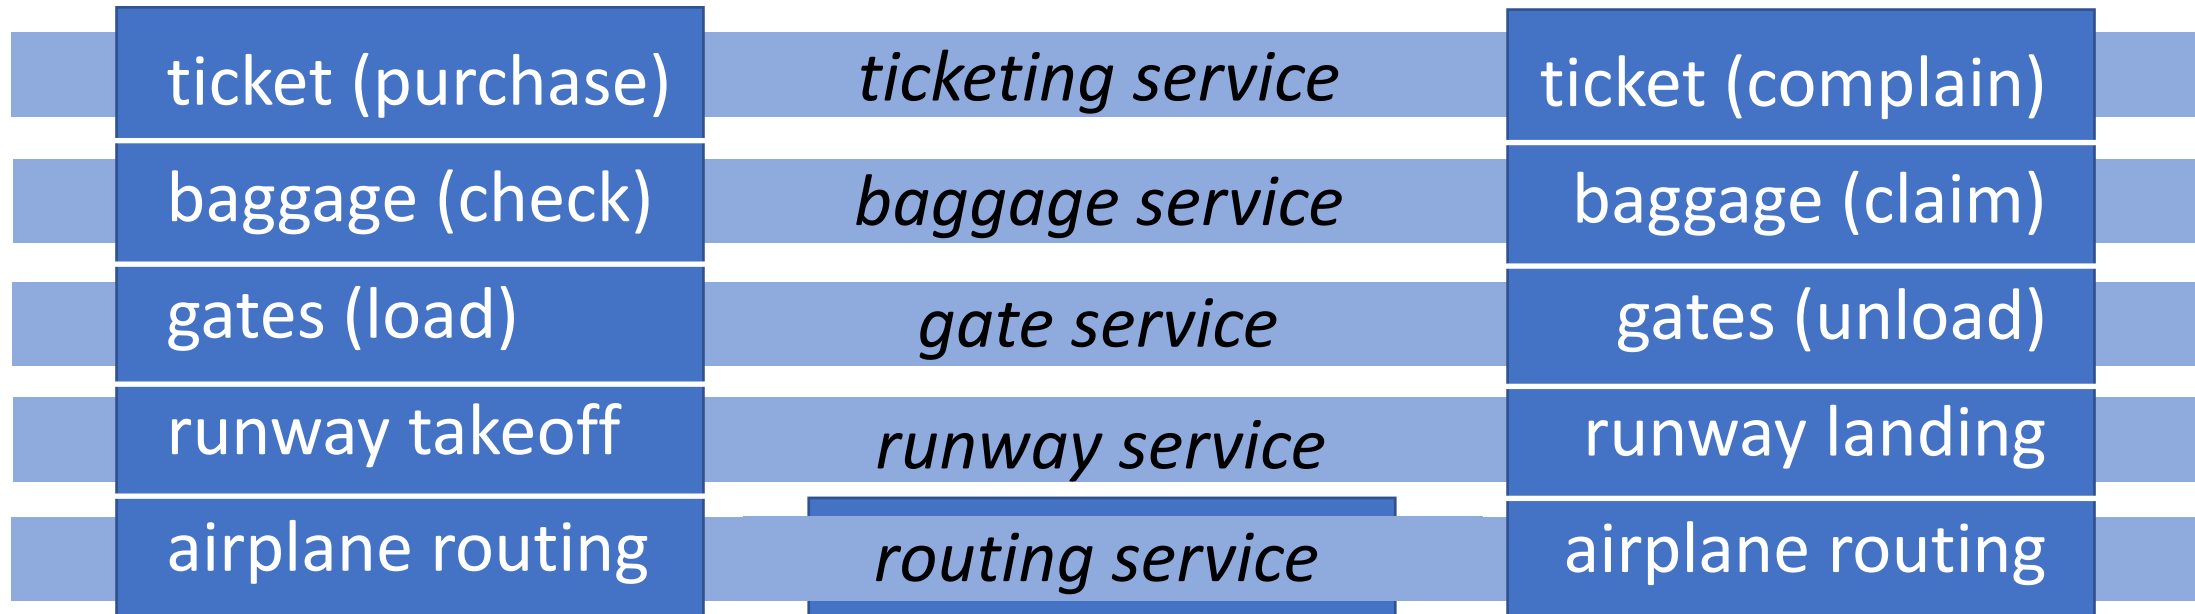 ticket (purchase) ticketing service ticket (complain)
baggage (check) baggage service baggage (claim)
gates (load) gate service gates (unload)
runway takeoff runway service runway landing
airplane routing routing service airplane routing